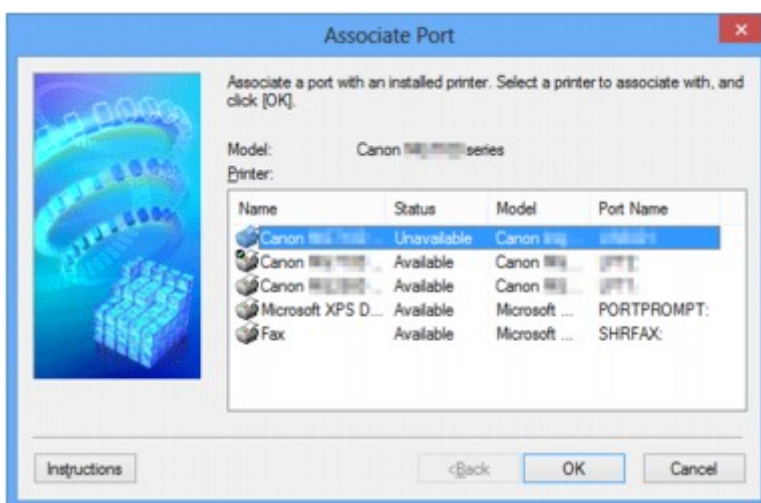 Associate Port
Associate a port with an installed printer. Select a printer to associate with, and
click [OK].
Model: Canon series
Printer:
Name Status Model Port Name
Canon ... Unavailable Canon
Canon ... Available Canon ...
Canon ... Available Canon ...
Microsoft XPS D... Available Microsoft ... PORTPROMPT:
Fax Available Microsoft ... SHRFAX:
Instructions <Back OK Cancel